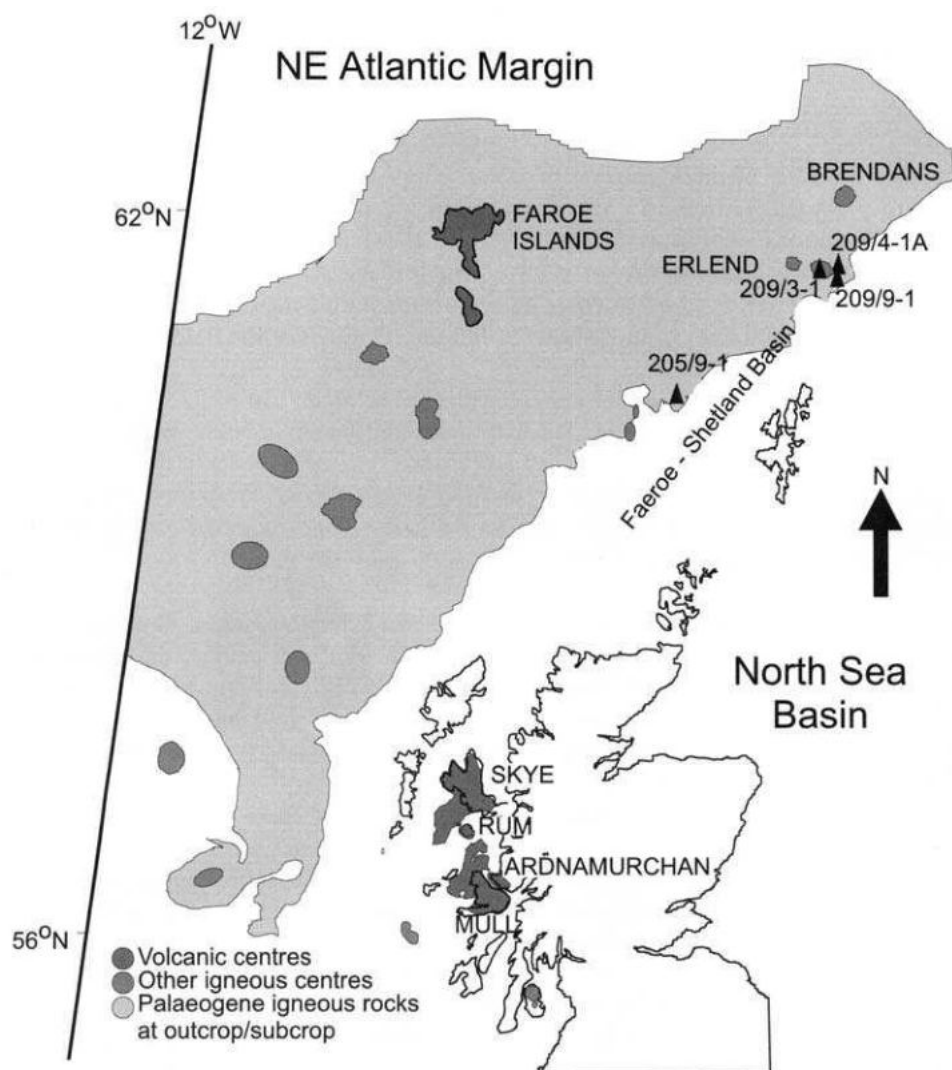 12°W
NE Atlantic Margin
BRENDANS
62°N
FAROE
ISLANDS
209/4-1A
ERLEND
209/3-1
209/9-1
205/9-1
Faeroe - Shetland Basin
N
North Sea
Basin
SKYE
RUM
ARDNAMURCHAN
MULL
56°N
Volcanic centres
Other igneous centres
Palaeogene igneous rocks
at outcrop/subcrop